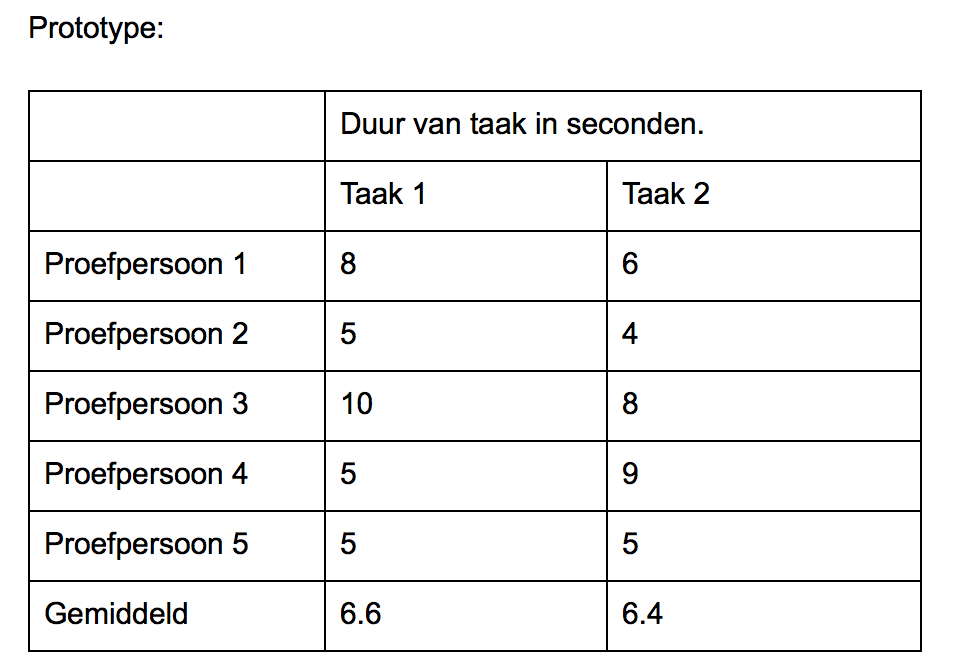 Prototype:
Duur van taak in seconden.
Taak 1 Taak 2
Proefpersoon 1 8 6
Proefpersoon 2 5 4
Proefpersoon 3 10 8
Proefpersoon 4 5 9
Proefpersoon 5 5 5
Gemiddeld 6.6 6.4